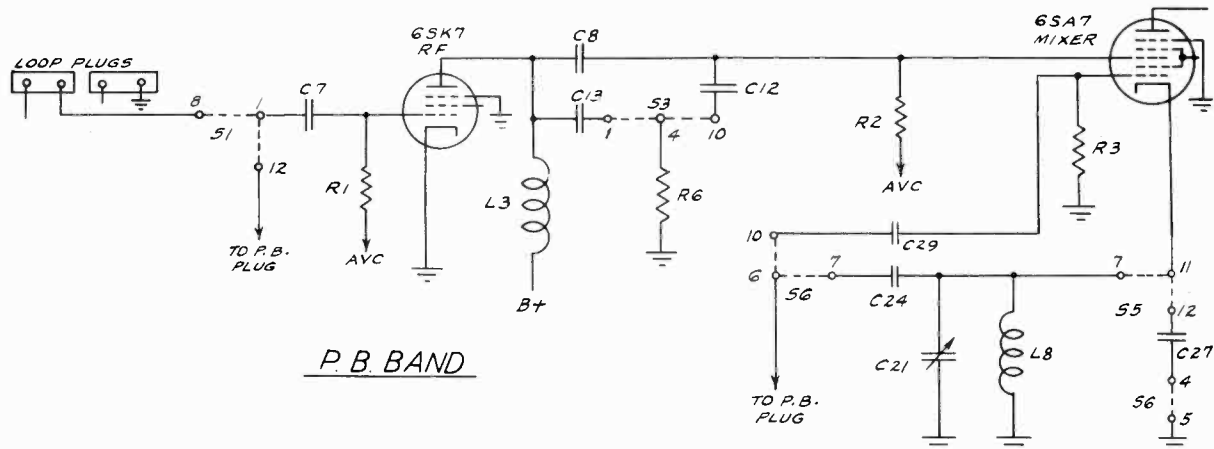 LOOP PLUGS
8
S1
1
12
TO P.B.
PLUG
C7
R1
AVC
6SK7
RF
C8
C13
L3
B+
1
S3
4
10
R6
C12
R2
AVC
6SA7
MIXER
R3
10
C29
6
S6
7
C24
TO P.B.
PLUG
C21
L8
7
S5
11
12
C27
4
S6
5
P. B. BAND